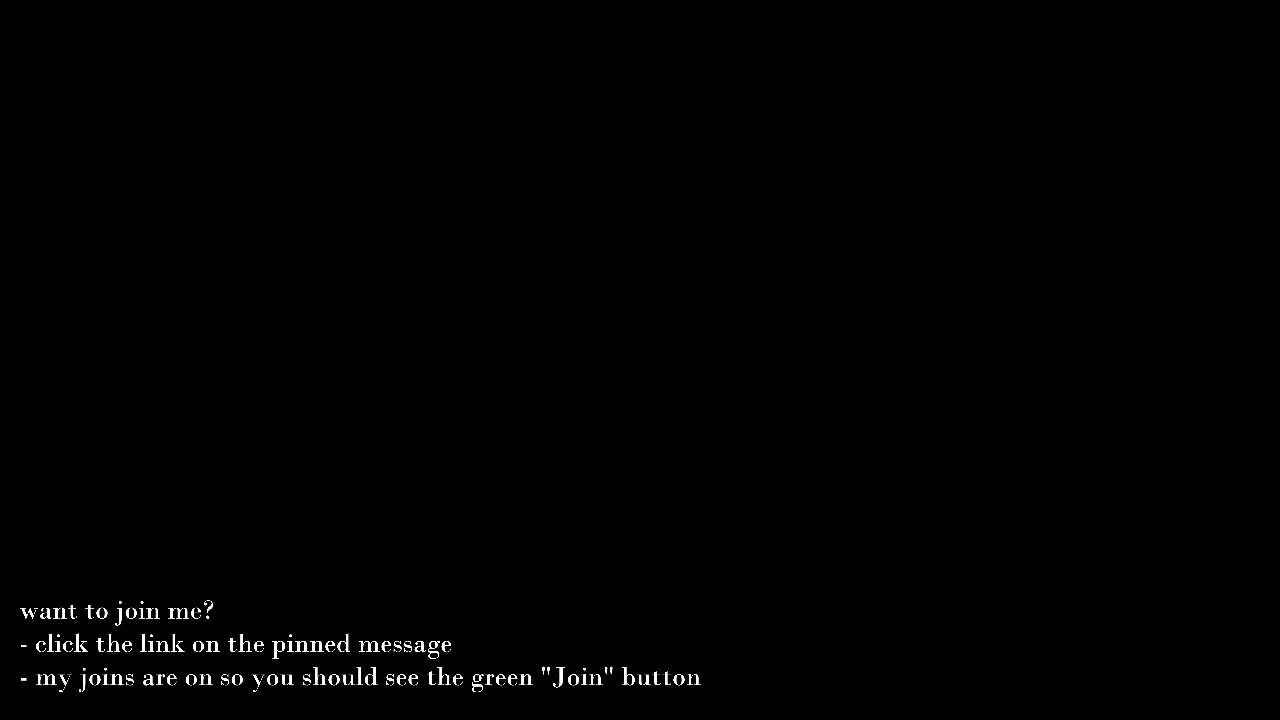 want to join me?
- click the link on the pinned message
- my joins are on so you should see the green "Join" button